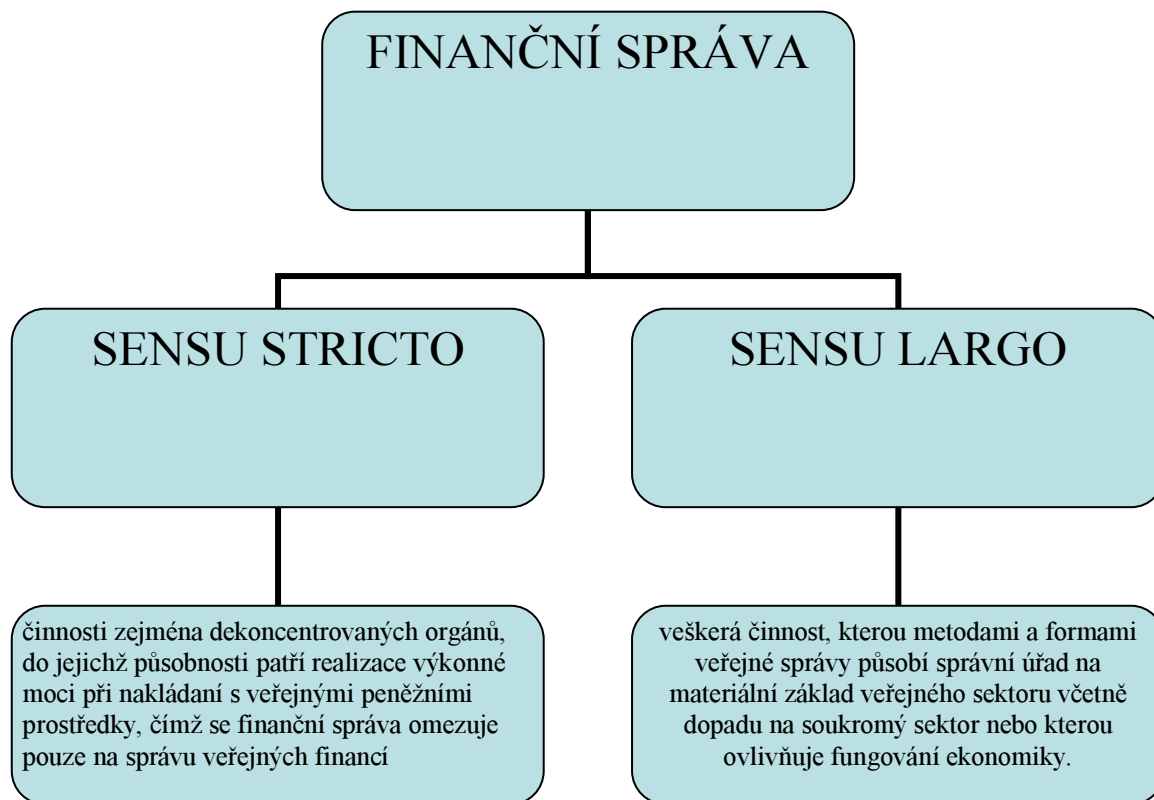 FINANČNÍ SPRÁVA
SENSU STRICTO
SENSU LARGO
činnosti zejména dekoncentrovaných orgánů,
do jejichž působnosti patří realizace výkonné
moci při nakládaní s veřejnými peněžními
prostředky, čímž se finanční správa omezuje
pouze na správu veřejných financí
veškerá činnost, kterou metodami a formami
veřejné správy působí správní úřad na
materiální základ veřejného sektoru včetně
dopadu na soukromý sektor nebo kterou
ovlivňuje fungování ekonomiky.